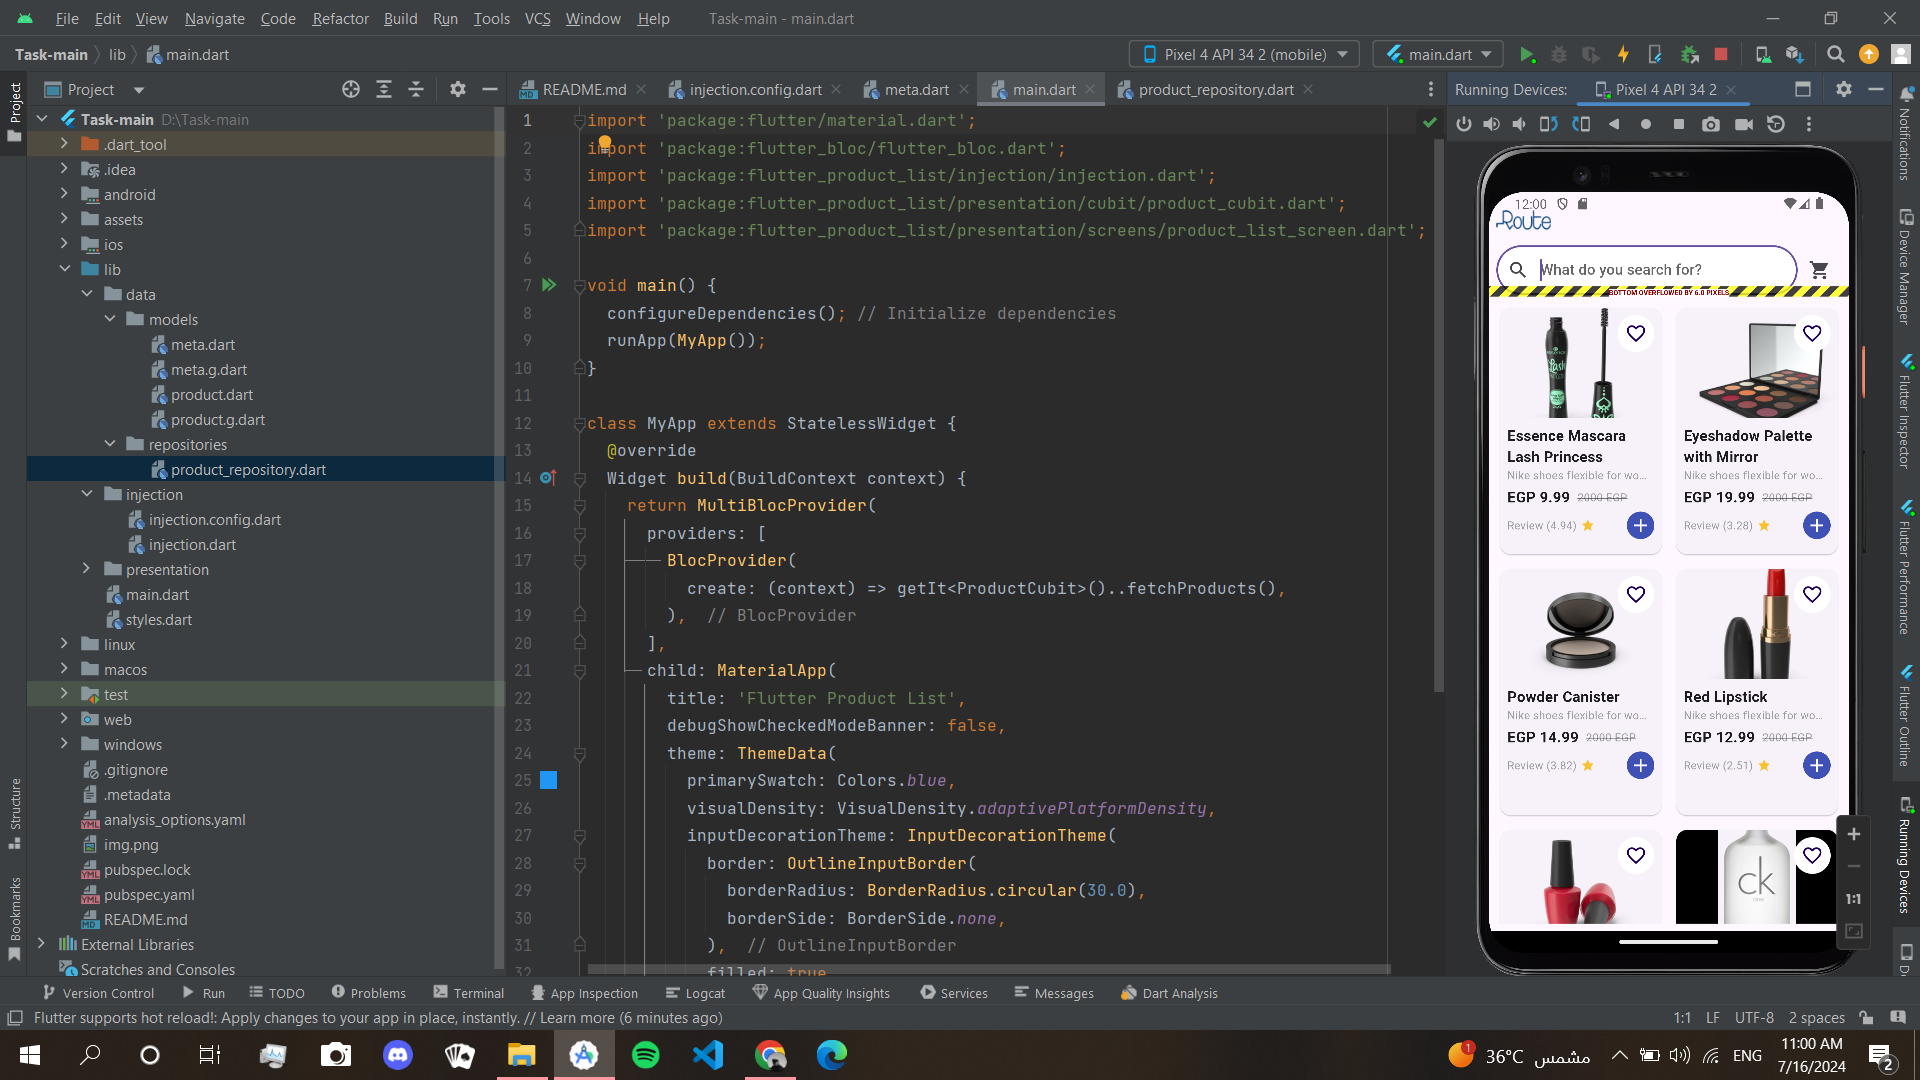 File Edit View Navigate Code Refactor Build Run Tools VCS Window Help Task-main - main.dart
Task-main lib main.dart Pixel 4 API 34 2 (mobile) main.dart
Project README.md injection.config.dart meta.dart main.dart product_repository.dart Running Devices: Pixel 4 API 34 2
Project
Structure
Bookmarks
Task-main D:\Task-main
.dart_tool
.idea
android
assets
ios
lib
data
models
meta.dart
meta.g.dart
product.dart
product.g.dart
repositories
product_repository.dart
injection
injection.config.dart
injection.dart
presentation
main.dart
styles.dart
linux
macos
test
web
windows
.gitignore
.metadata
analysis_options.yaml
img.png
pubspec.lock
pubspec.yaml
README.md
External Libraries
Scratches and Consoles
1 import 'package:flutter/material.dart';
2 import 'package:flutter_bloc/flutter_bloc.dart';
3 import 'package:flutter_product_list/injection/injection.dart';
4 import 'package:flutter_product_list/presentation/cubit/product_cubit.dart';
5 import 'package:flutter_product_list/presentation/screens/product_list_screen.dart';
6
7 void main() {
8 configureDependencies(); // Initialize dependencies
9 runApp(MyApp());
10 }
11
12 class MyApp extends StatelessWidget {
13 @override
14 Widget build(BuildContext context) {
15 return MultiBlocProvider(
16 providers: [
17 BlocProvider(
18 create: (context) => getIt<ProductCubit>()..fetchProducts(),
19 ), // BlocProvider
20 ],
21 child: MaterialApp(
22 title: 'Flutter Product List',
23 debugShowCheckedModeBanner: false,
24 theme: ThemeData(
25 primarySwatch: Colors.blue,
26 visualDensity: VisualDensity.adaptivePlatformDensity,
27 inputDecorationTheme: InputDecorationTheme(
28 border: OutlineInputBorder(
29 borderRadius: BorderRadius.circular(30.0),
30 borderSide: BorderSide.none,
31 ), // OutlineInputBorder
32 filled: true
12:00
Route
What do you search for?
BOTTOM OVERFLOWED BY 6.0 PIXELS
Essence Mascara Eyeshadow Palette
Lash Princess with Mirror
Nike shoes flexible for wo... Nike shoes flexible for wo...
EGP 9.99 2000 EGP EGP 19.99 2000 EGP
Review (4.94) Review (3.28)
Powder Canister Red Lipstick
Nike shoes flexible for wo... Nike shoes flexible for wo...
EGP 14.99 2000 EGP EGP 12.99 2000 EGP
Review (3.82) Review (2.51)
ck
one
1:1
Notifications
Device Manager
Flutter Inspector
Flutter Performance
Flutter Outline
Running Devices
Version Control Run TODO Problems Terminal App Inspection Logcat App Quality Insights Services Messages Dart Analysis
Flutter supports hot reload!: Apply changes to your app in place, instantly. // Learn more (6 minutes ago) 1:1 LF UTF-8 2 spaces
1 36°C مشمس ENG 11:00 AM
7/16/2024 2